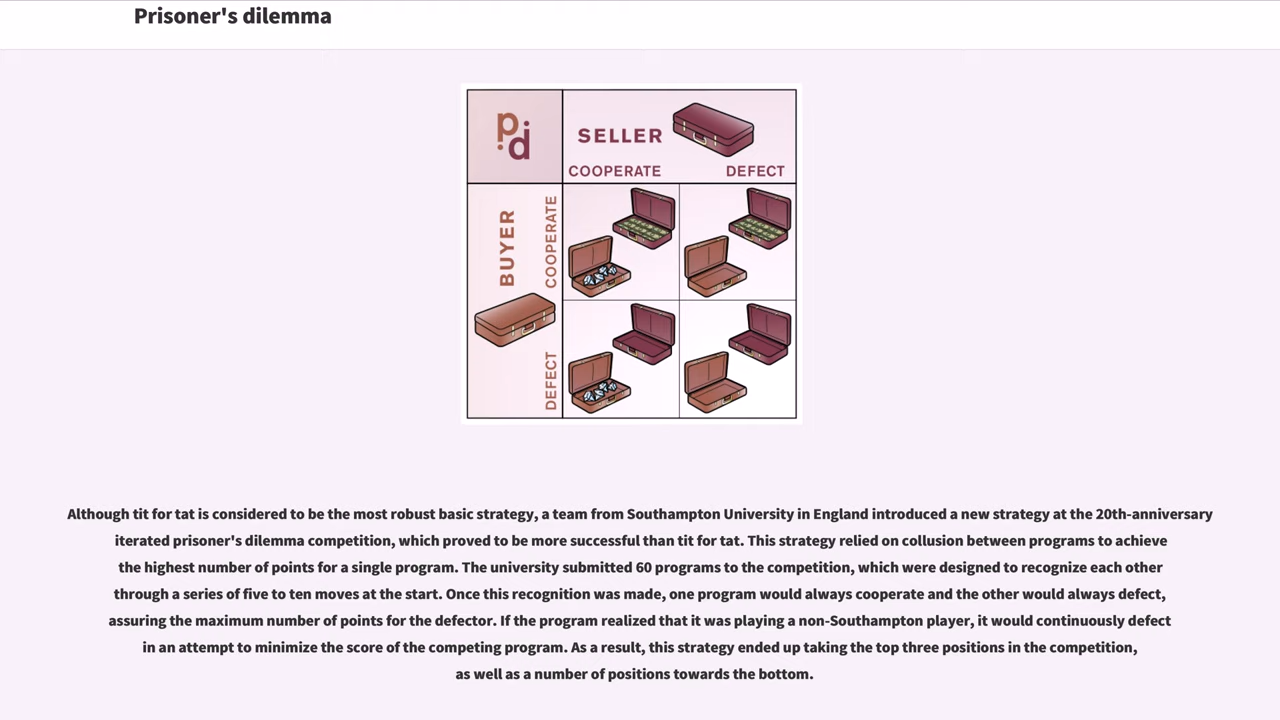 Prisoner's dilemma
pd
SELLER
COOPERATE DEFECT
BUYER
COOPERATE
DEFECT
Although tit for tat is considered to be the most robust basic strategy, a team from Southampton University in England introduced a new strategy at the 20th-anniversary
iterated prisoner's dilemma competition, which proved to be more successful than tit for tat. This strategy relied on collusion between programs to achieve
the highest number of points for a single program. The university submitted 60 programs to the competition, which were designed to recognize each other
through a series of five to ten moves at the start. Once this recognition was made, one program would always cooperate and the other would always defect,
assuring the maximum number of points for the defector. If the program realized that it was playing a non-Southampton player, it would continuously defect
in an attempt to minimize the score of the competing program. As a result, this strategy ended up taking the top three positions in the competition,
as well as a number of positions towards the bottom.